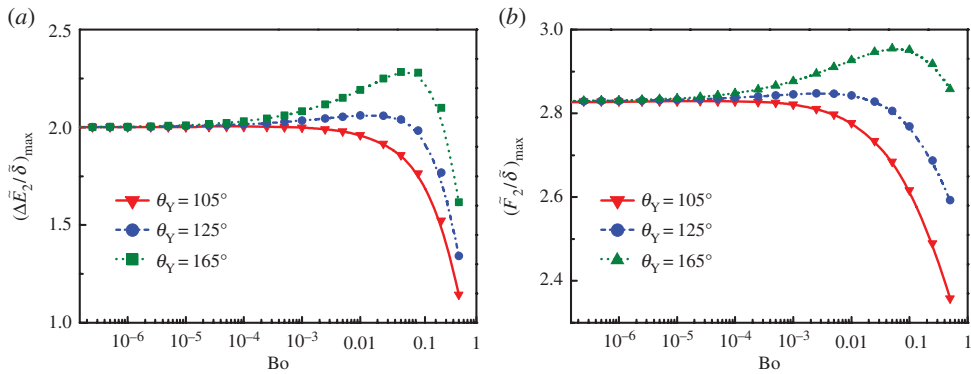 (a)
2.5
2.0
1.5
1.0
(ΔẼ₂/δ̃)max
θY = 105°
θY = 125°
θY = 165°
10⁻⁶
10⁻⁵
10⁻⁴
10⁻³
0.01
0.1
1
Bo
(b)
3.0
2.8
2.6
2.4
(F̃₂/δ̃)max
θY = 105°
θY = 125°
θY = 165°
10⁻⁶
10⁻⁵
10⁻⁴
10⁻³
0.01
0.1
1
Bo